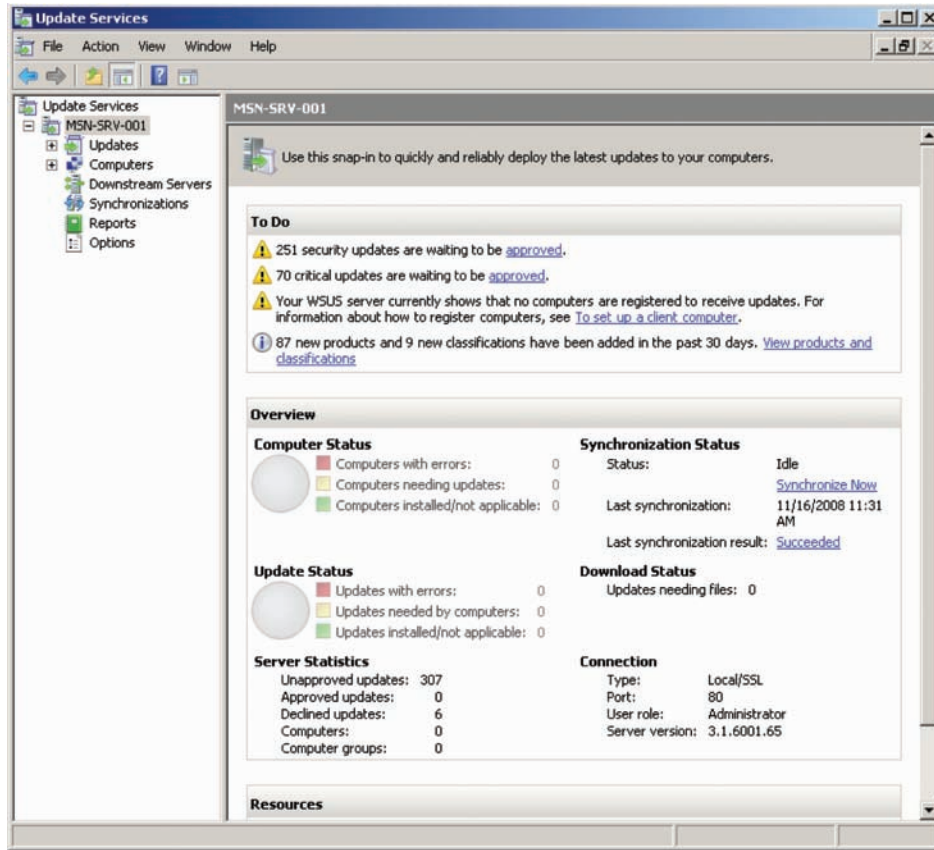 Update Services
File Action View Window Help
Update Services
MSN-SRV-001
Updates
Computers
Downstream Servers
Synchronizations
Reports
Options
MSN-SRV-001
Use this snap-in to quickly and reliably deploy the latest updates to your computers.
To Do
251 security updates are waiting to be approved.
70 critical updates are waiting to be approved.
Your WSUS server currently shows that no computers are registered to receive updates. For
information about how to register computers, see To set up a client computer.
87 new products and 9 new classifications have been added in the past 30 days. View products and
classifications
Overview
Computer Status
Computers with errors: 0
Computers needing updates: 0
Computers installed/not applicable: 0
Synchronization Status
Status: Idle
Synchronize Now
Last synchronization: 11/16/2008 11:31
AM
Last synchronization result: Succeeded
Update Status
Updates with errors: 0
Updates needed by computers: 0
Updates installed/not applicable: 0
Download Status
Updates needing files: 0
Server Statistics
Unapproved updates: 307
Approved updates: 0
Declined updates: 6
Computers: 0
Computer groups: 0
Connection
Type: Local/SSL
Port: 80
User role: Administrator
Server version: 3.1.6001.65
Resources